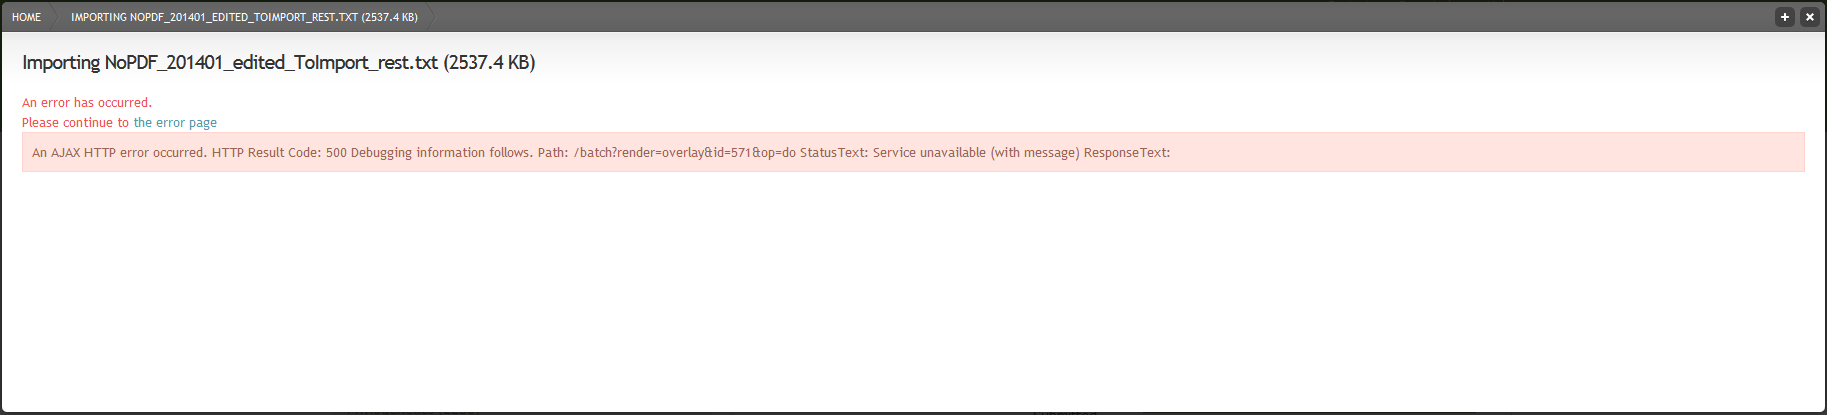 HOME IMPORTING NOPDF_201401_EDITED_TOIMPORT_REST.TXT (2537.4 KB)
Importing NoPDF_201401_edited_ToImport_rest.txt (2537.4 KB)
An error has occurred.
Please continue to the error page
An AJAX HTTP error occurred. HTTP Result Code: 500 Debugging information follows. Path: /batch?render=overlay&id=571&op=do StatusText: Service unavailable (with message) ResponseText: